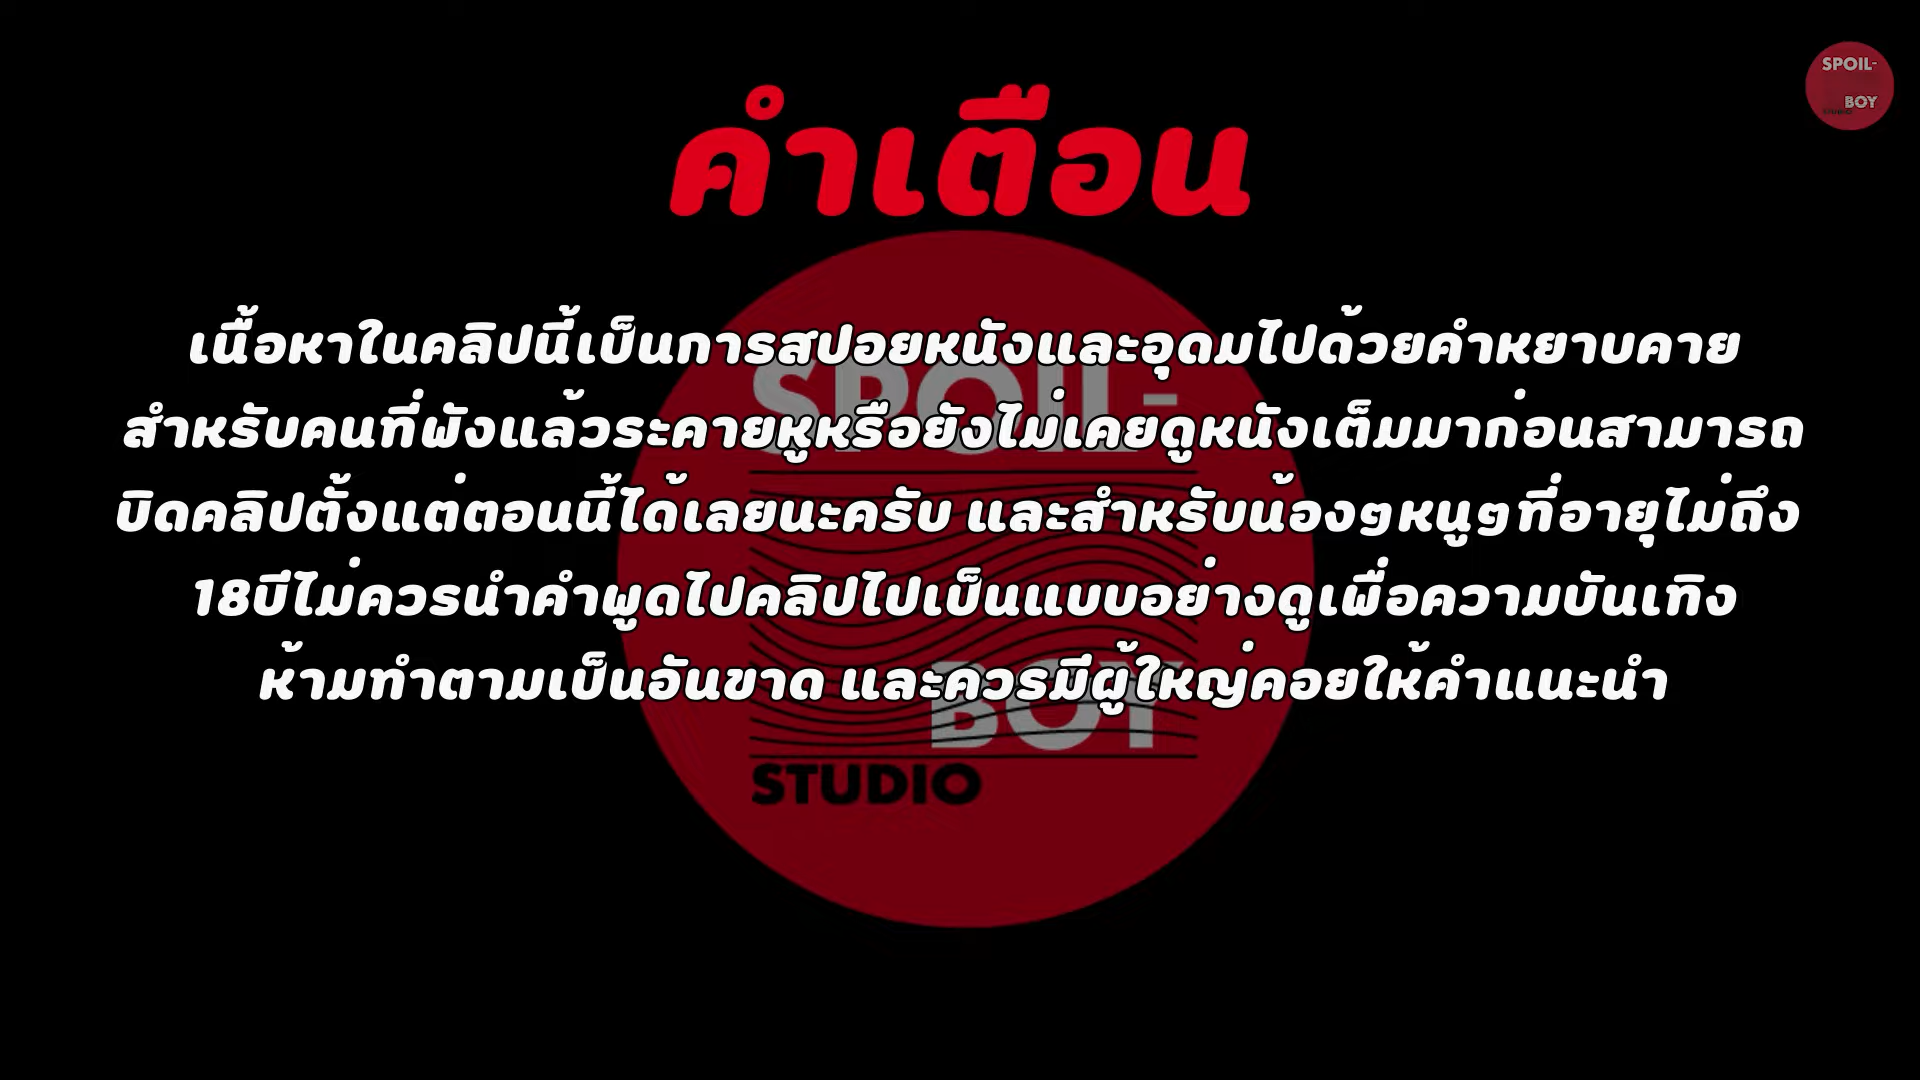 คำเตือน
SPOIL-
BOY
เนื้อหาในคลิปนี้เป็นการสปอยหนังและอุดมไปด้วยคำหยาบคาย
สำหรับคนที่ฟังแล้วระคายหูหรือยังไม่เคยดูหนังเต็มมาก่อนสามารถ
ปิดคลิปตั้งแต่ตอนนี้ได้เลยนะครับ และสำหรับน้องๆหนูๆที่อายุไม่ถึง
18ปีไม่ควรนำคำพูดไปคลิปไปเป็นแบบอย่างดูเพื่อความบันเทิง
ห้ามทำตามเป็นอันขาด และควรมีผู้ใหญ่คอยให้คำแนะนำ
SPOIL-
BOY
STUDIO